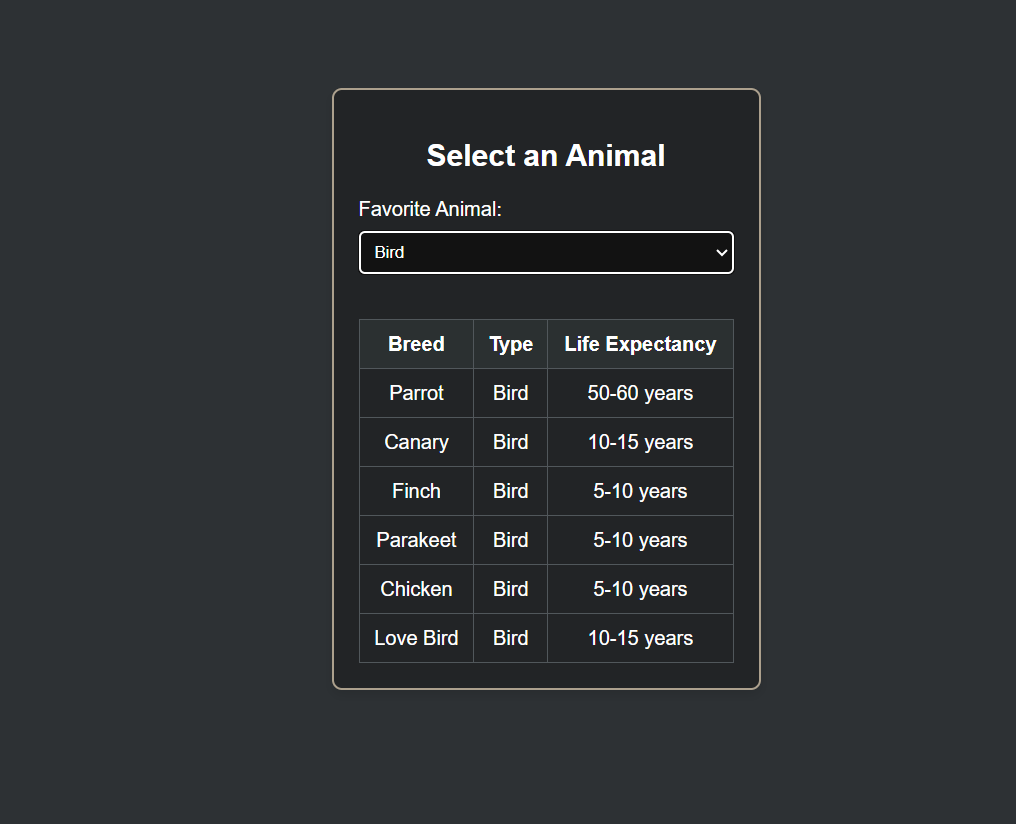 Select an Animal
Favorite Animal:
Bird
Breed Type Life Expectancy
Parrot Bird 50-60 years
Canary Bird 10-15 years
Finch Bird 5-10 years
Parakeet Bird 5-10 years
Chicken Bird 5-10 years
Love Bird Bird 10-15 years